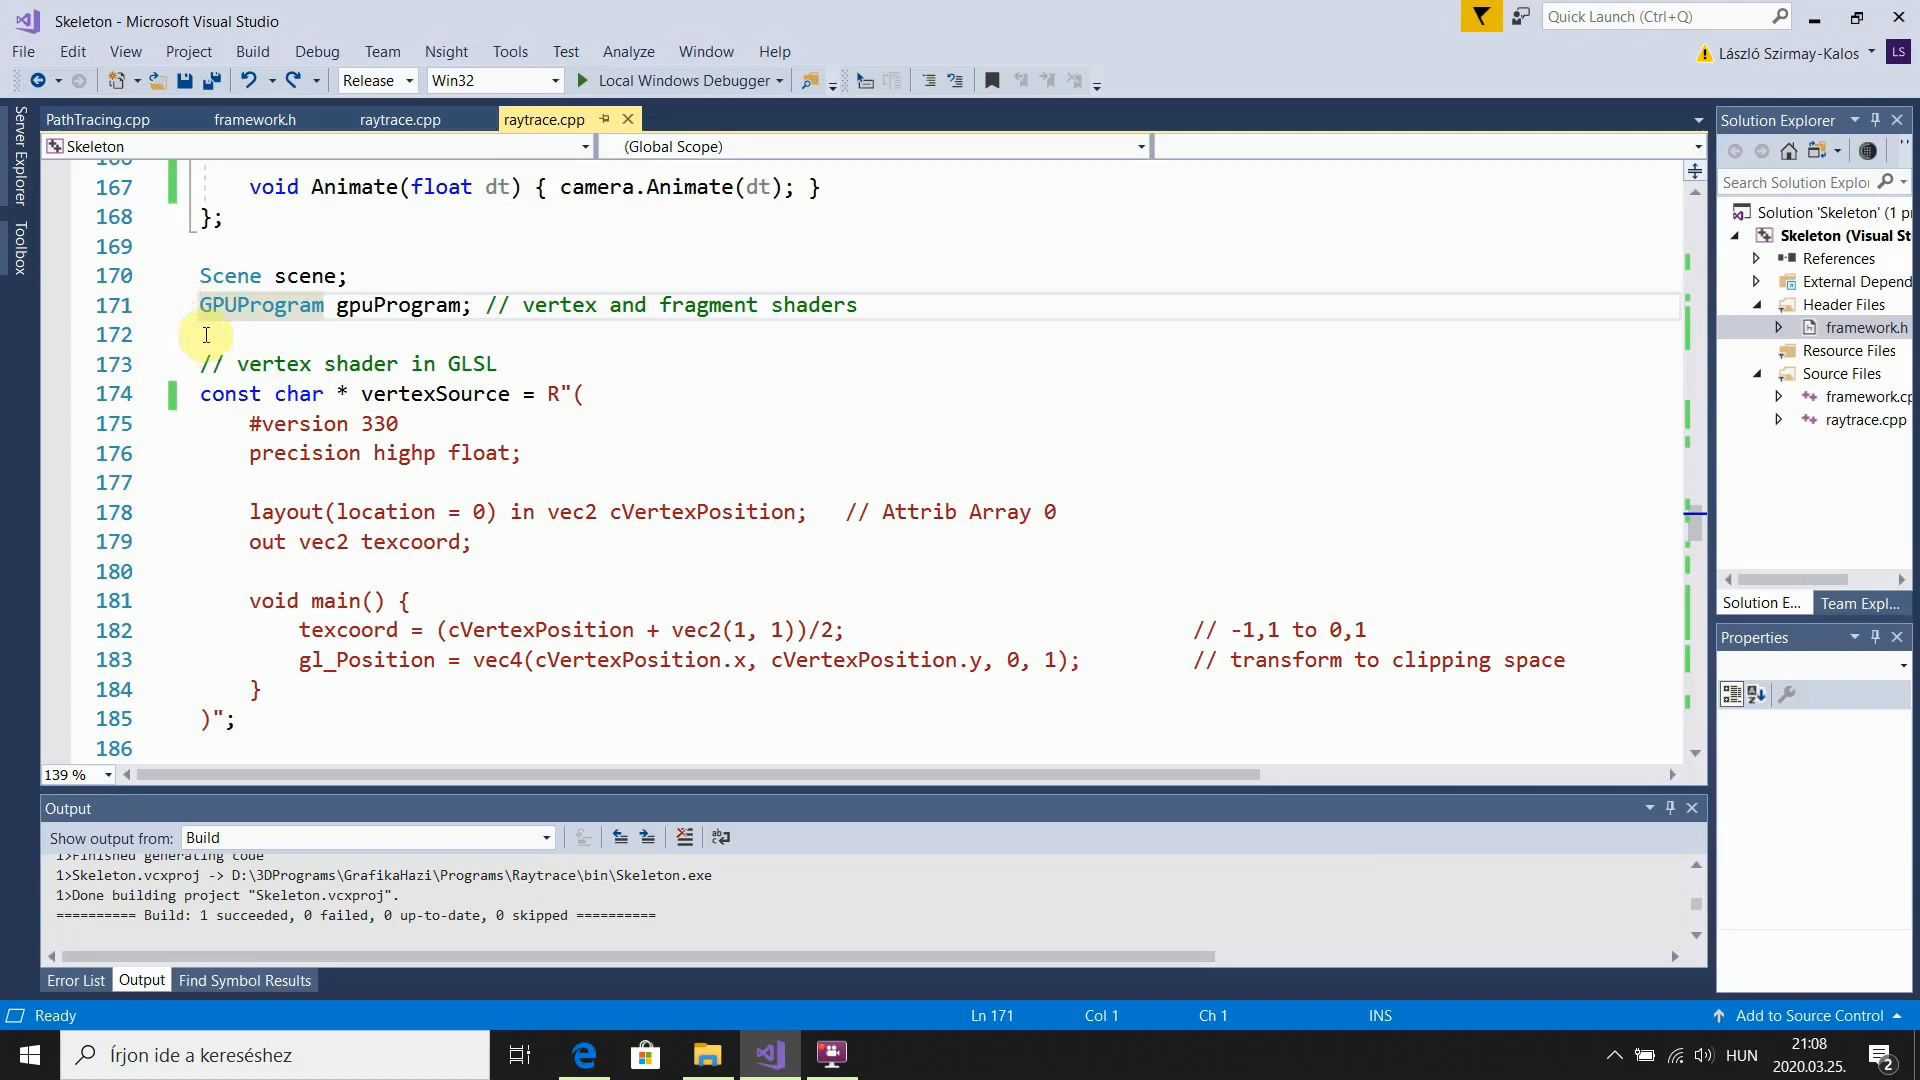 Skeleton - Microsoft Visual Studio
Quick Launch (Ctrl+Q)
File Edit View Project Build Debug Team Nsight Tools Test Analyze Window Help
László Szirmay-Kalos
LS
Release
Win32
Local Windows Debugger
Server Explorer
Toolbox
PathTracing.cpp
framework.h
raytrace.cpp
raytrace.cpp
Skeleton
(Global Scope)
167 void Animate(float dt) { camera.Animate(dt); }
168 };
169
170 Scene scene;
171 GPUProgram gpuProgram; // vertex and fragment shaders
172
173 // vertex shader in GLSL
174 const char * vertexSource = R"(
175 #version 330
176 precision highp float;
177
178 layout(location = 0) in vec2 cVertexPosition; // Attrib Array 0
179 out vec2 texcoord;
180
181 void main() {
182 texcoord = (cVertexPosition + vec2(1, 1))/2; // -1,1 to 0,1
183 gl_Position = vec4(cVertexPosition.x, cVertexPosition.y, 0, 1); // transform to clipping space
184 }
185 )";
186
139 %
Output
Show output from: Build
1>Finished generating code
1>Skeleton.vcxproj -> D:\3DPrograms\GrafikaHazi\Programs\Raytrace\bin\Skeleton.exe
1>Done building project "Skeleton.vcxproj".
========== Build: 1 succeeded, 0 failed, 0 up-to-date, 0 skipped ==========
Error List
Output
Find Symbol Results
Solution Explorer
Search Solution Explo
Solution 'Skeleton' (1 p
Skeleton (Visual St
References
External Depend
Header Files
framework.h
Resource Files
Source Files
framework.cp
raytrace.cpp
Solution E...
Team Expl...
Properties
Ready
Ln 171
Col 1
Ch 1
INS
Add to Source Control
Írjon ide a kereséshez
HUN
21:08
2020.03.25.
2